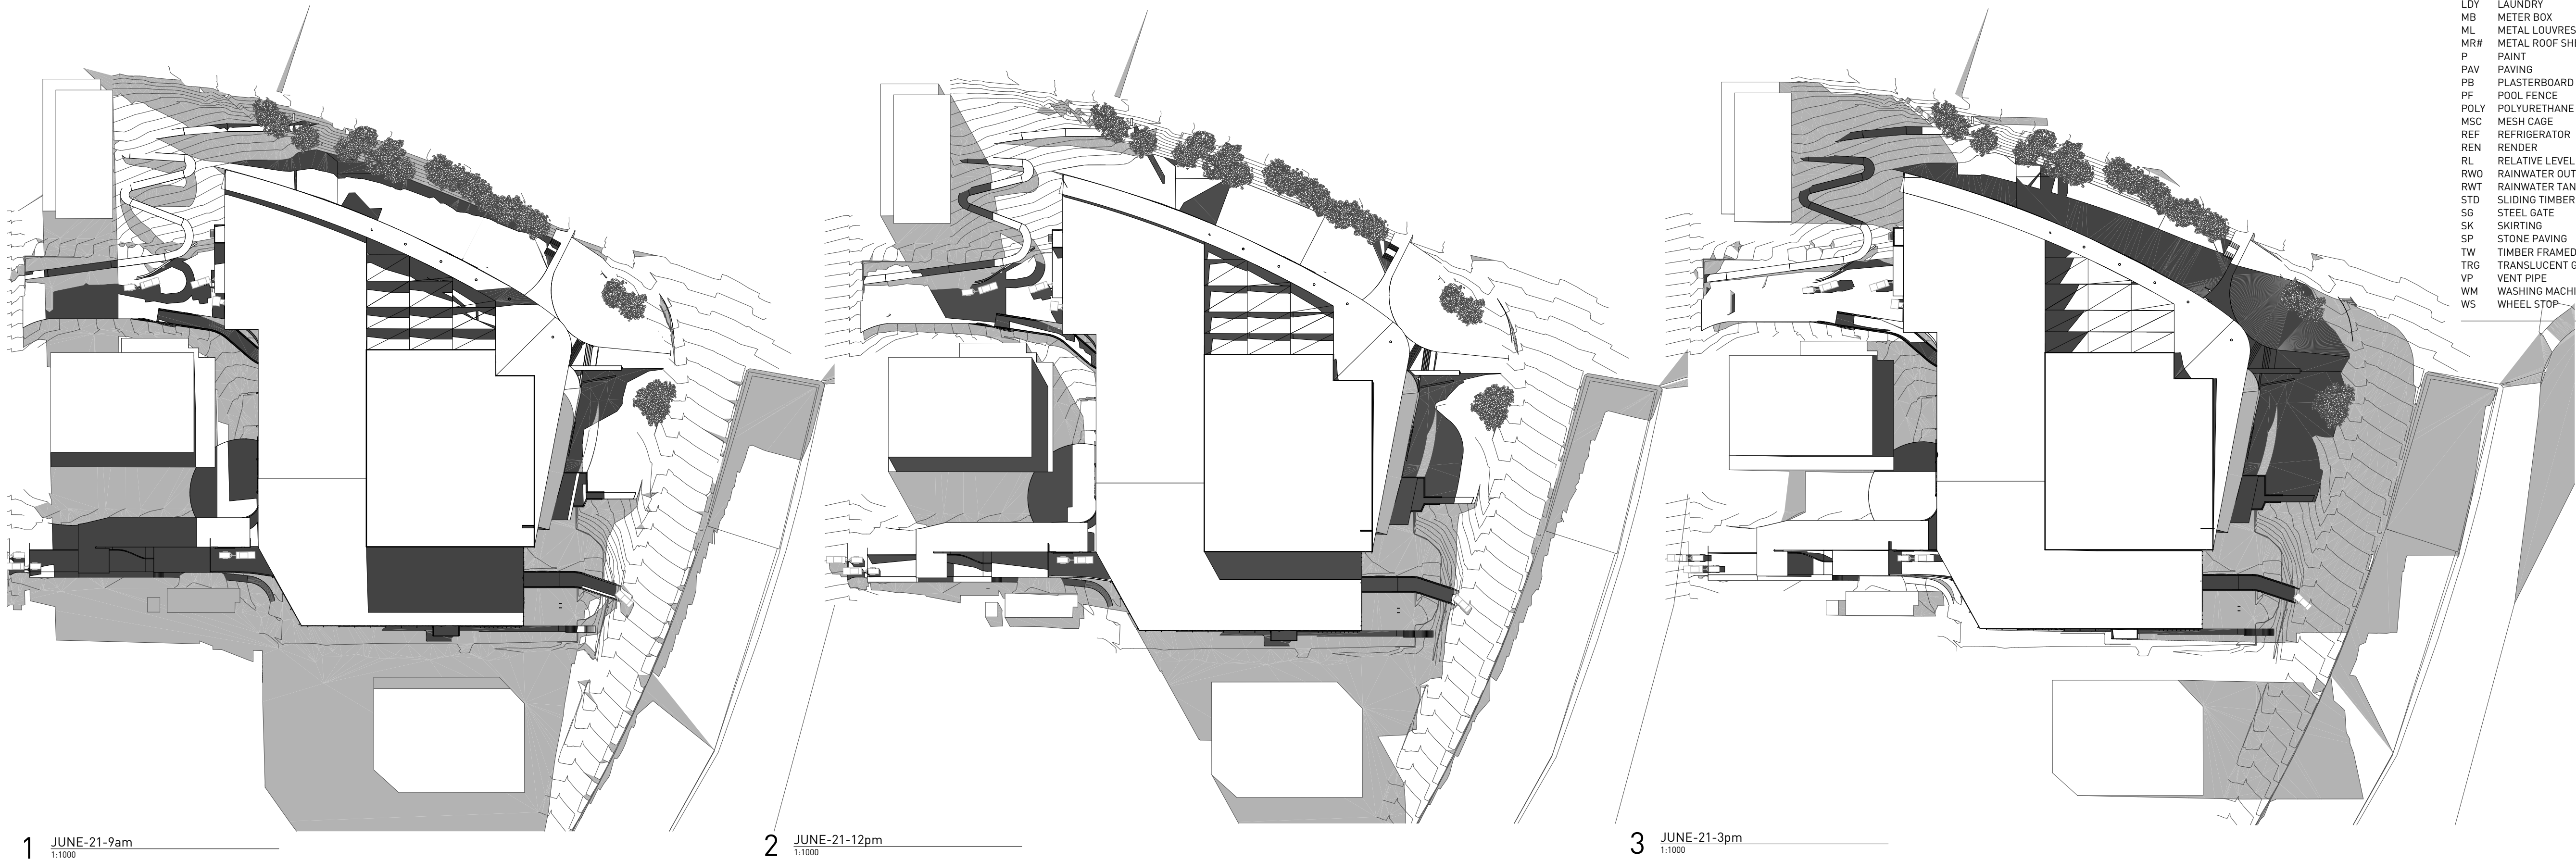 LDY LAUNDRY
MB METER BOX
ML METAL LOUVRES
MR# METAL ROOF
P PAINT
PAV PAVING
PB PLASTERBOARD
PF POOL FENCE
POLY POLYURETHANE
MSC MESH CAGE
REF REFRIGERATOR
REN RENDER
RL RELATIVE LEVEL
RWO RAINWATER
RWT RAINWATER
STD SLIDING TIMBER
SG STEEL GATE
SK SKIRTING
SP STONE PAVING
TW TIMBER FRAMED
TRG TRANSLUCENT
VP VENT PIPE
WM WASHING
WS WHEEL STOP
1 JUNE-21-9am
1:1000
2 JUNE-21-12pm
1:1000
3 JUNE-21-3pm
1:1000